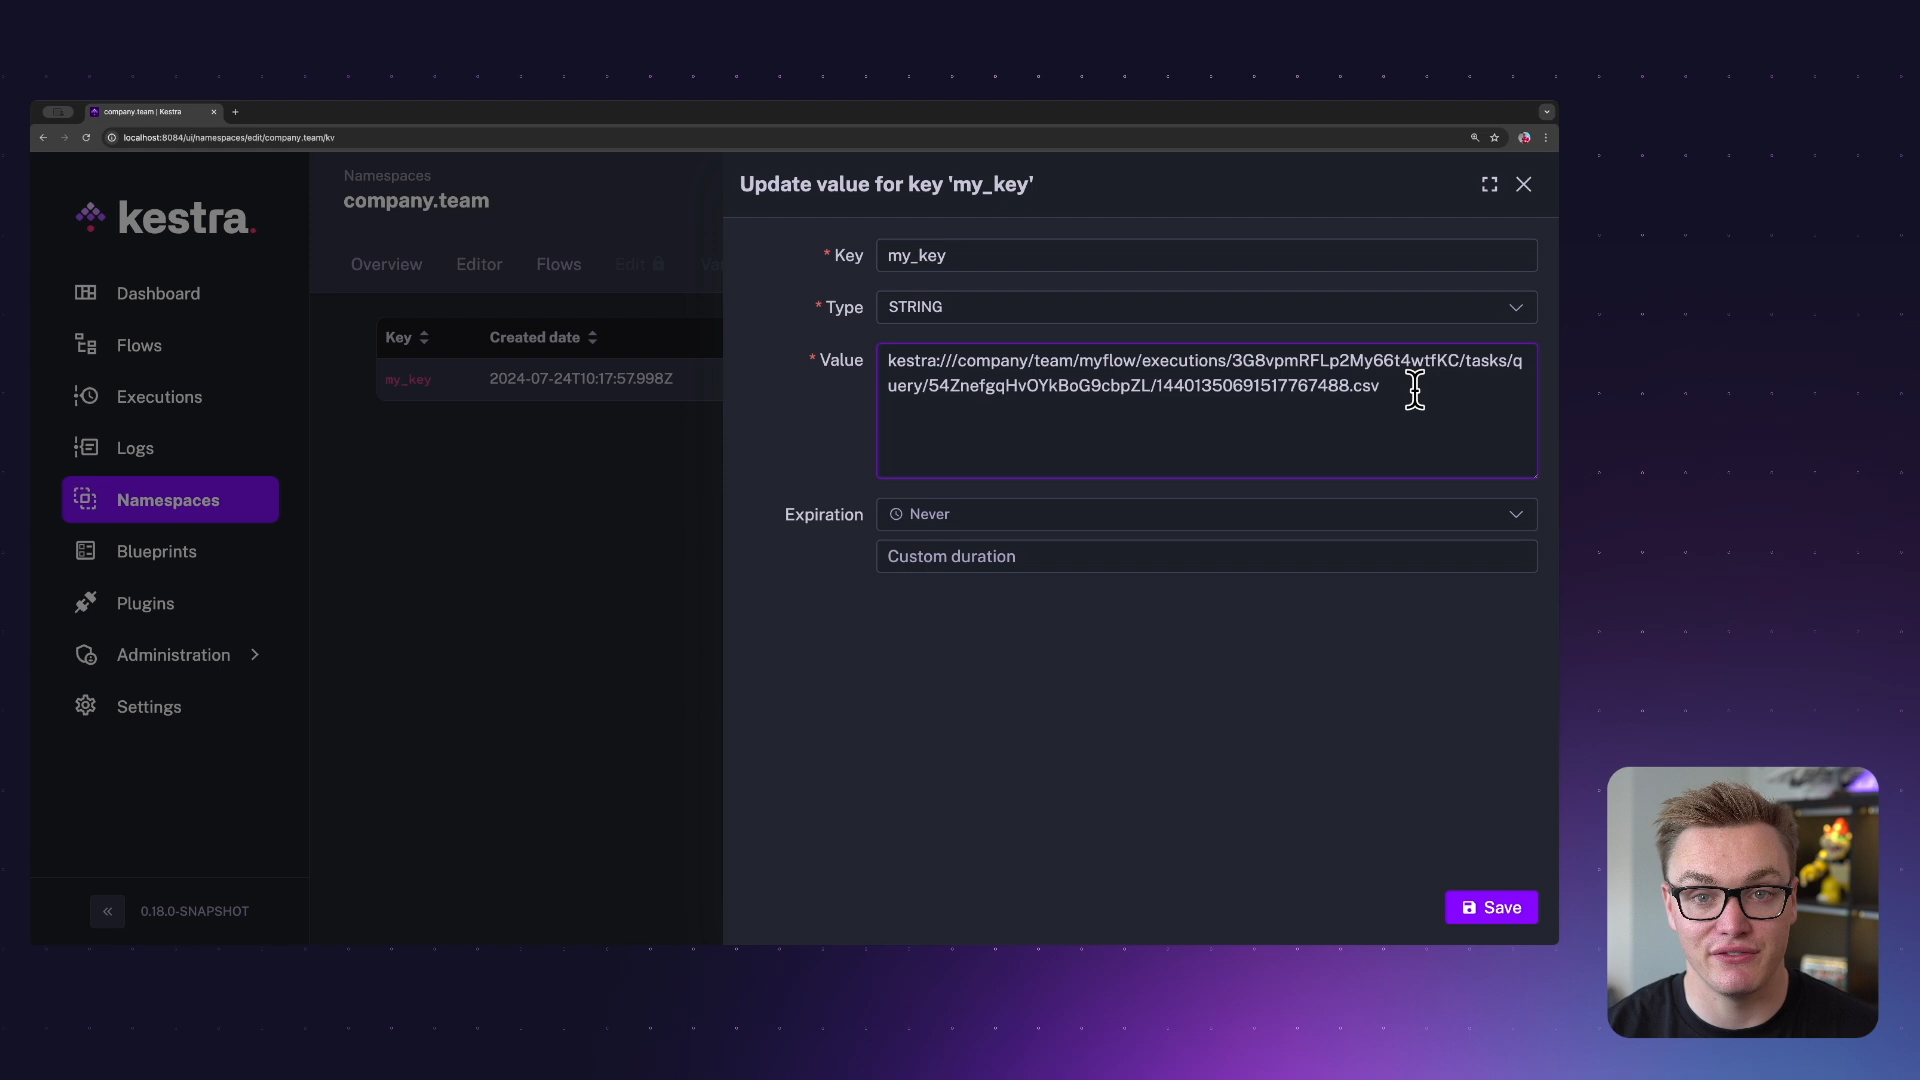 company.team | Kestra
localhost:8084/ui/namespaces/edit/company.team/kv
kestra.
Dashboard
Flows
Executions
Logs
Namespaces
Blueprints
Plugins
Administration
Settings
0.18.0-SNAPSHOT
Namespaces
company.team
Overview Editor Flows Edit
Key Created date
my_key 2024-07-24T10:17:57.998Z
Update value for key 'my_key'
* Key my_key
* Type STRING
* Value kestra:///company/team/myflow/executions/3G8vpmRFLp2My66t4wtfKC/tasks/q
uery/54ZnefgqHvOYkBoG9cbpZL/14401350691517767488.csv
Expiration Never
Custom duration
Save